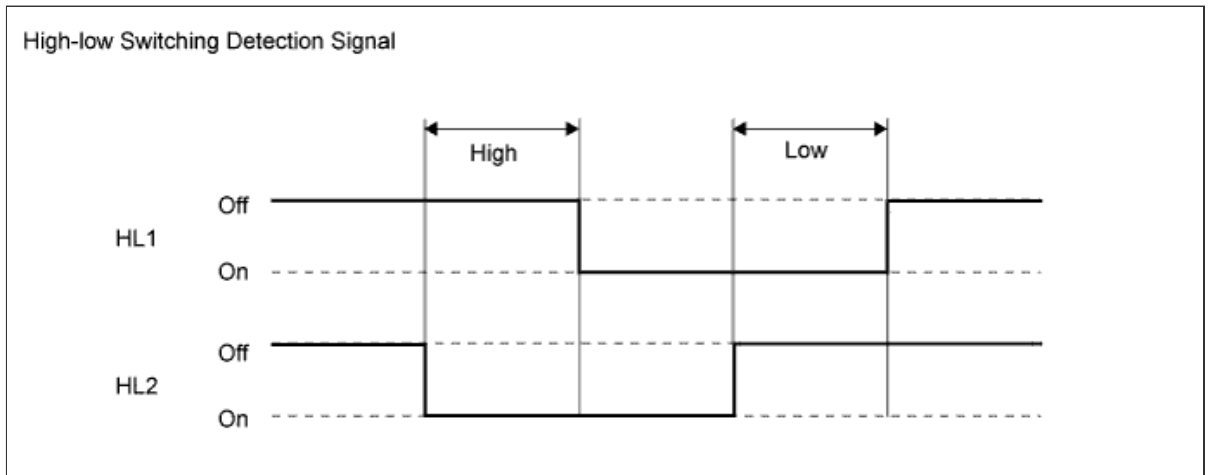 High-low Switching Detection Signal
High
Low
Off
HL1
On
Off
HL2
On